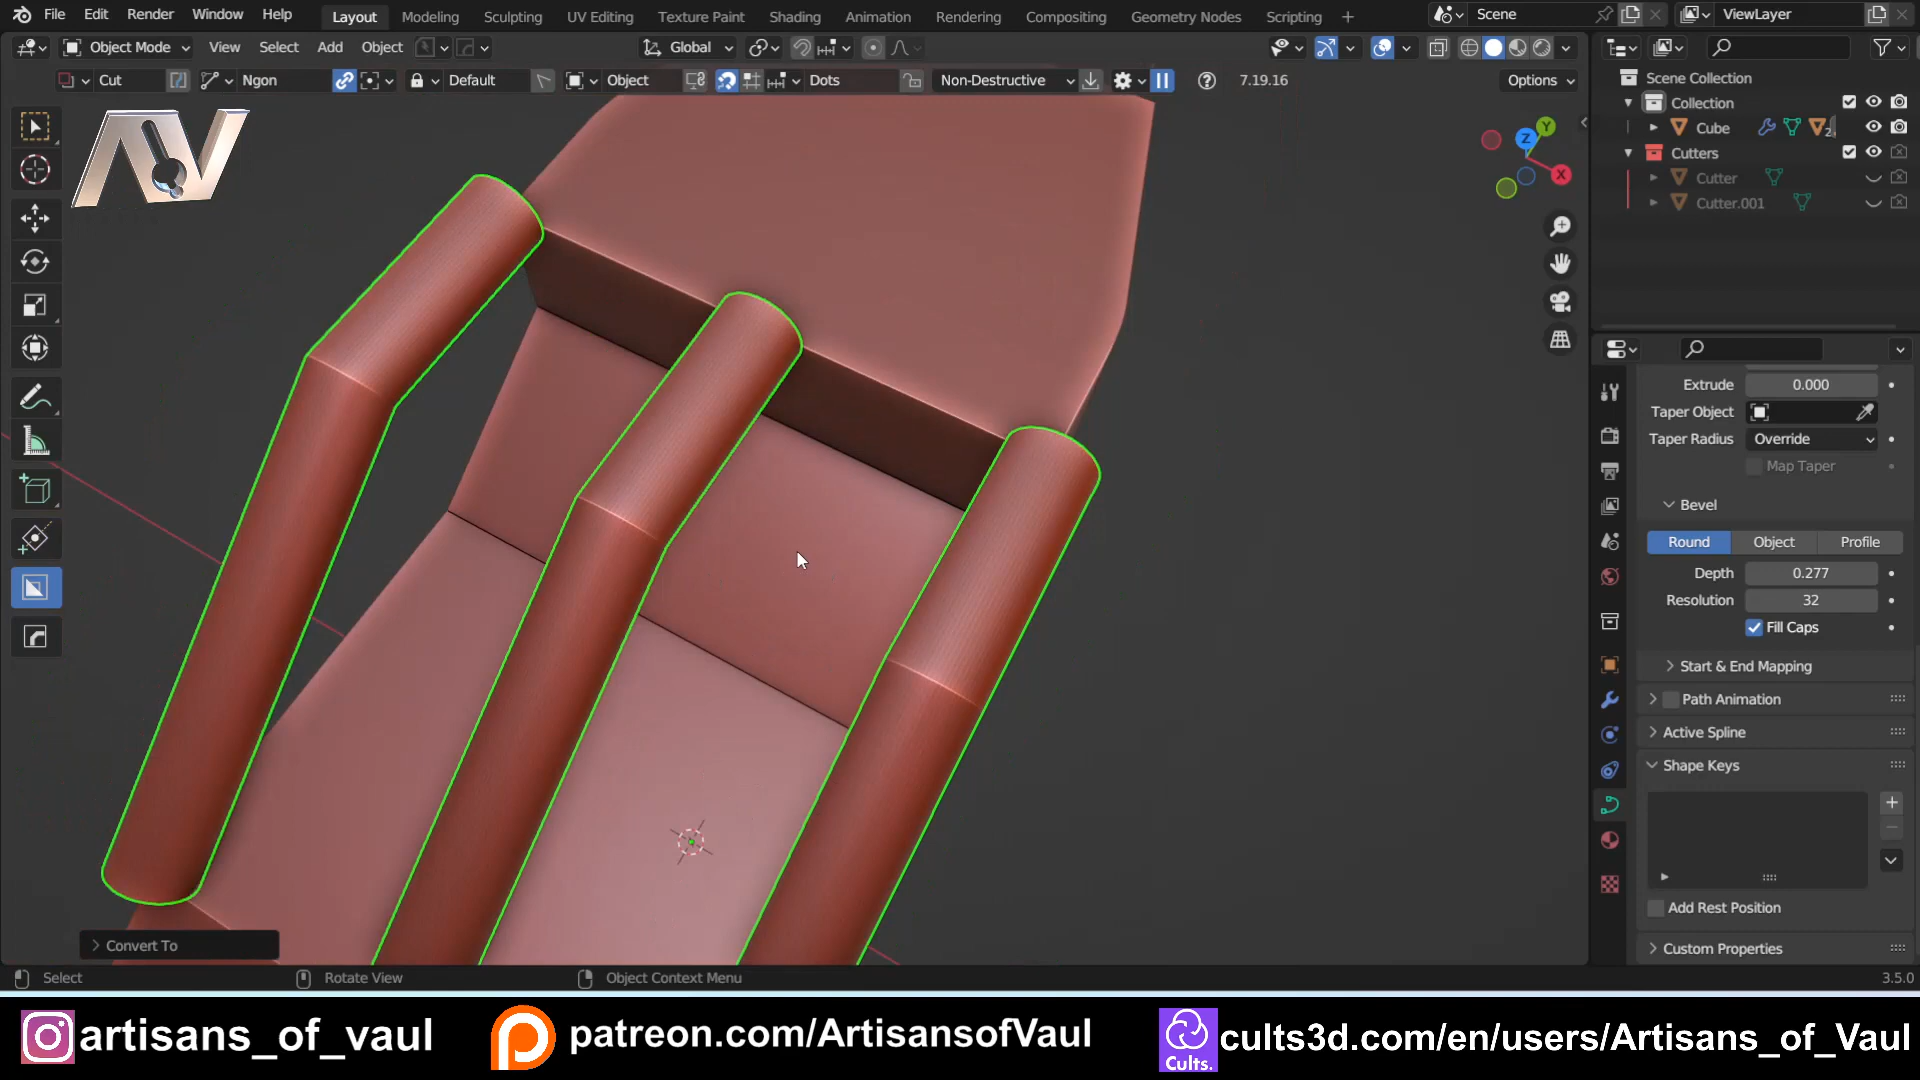 File Edit Render Window Help Layout Modeling Sculpting UV Editing Texture Paint Shading Animation Rendering Compositing Geometry Nodes Scripting + Scene ViewLayer
Object Mode View Select Add Object Global
Cut Ngon Default Object Dots Non-Destructive 7.19.16 Options
Scene Collection
Collection
Cube
Cutters
Cutter
Cutter.001
Z Y X
Extrude 0.000
Taper Object
Taper Radius Override
Map Taper
Bevel
Round Object Profile
Depth 0.277
Resolution 32
Fill Caps
Start & End Mapping
Path Animation
Active Spline
Shape Keys
Add Rest Position
Custom Properties
Convert To
Select Rotate View Object Context Menu 3.5.0
artisans_of_vaul patreon.com/ArtisansofVaul Cults. cults3d.com/en/users/Artisans_of_Vaul